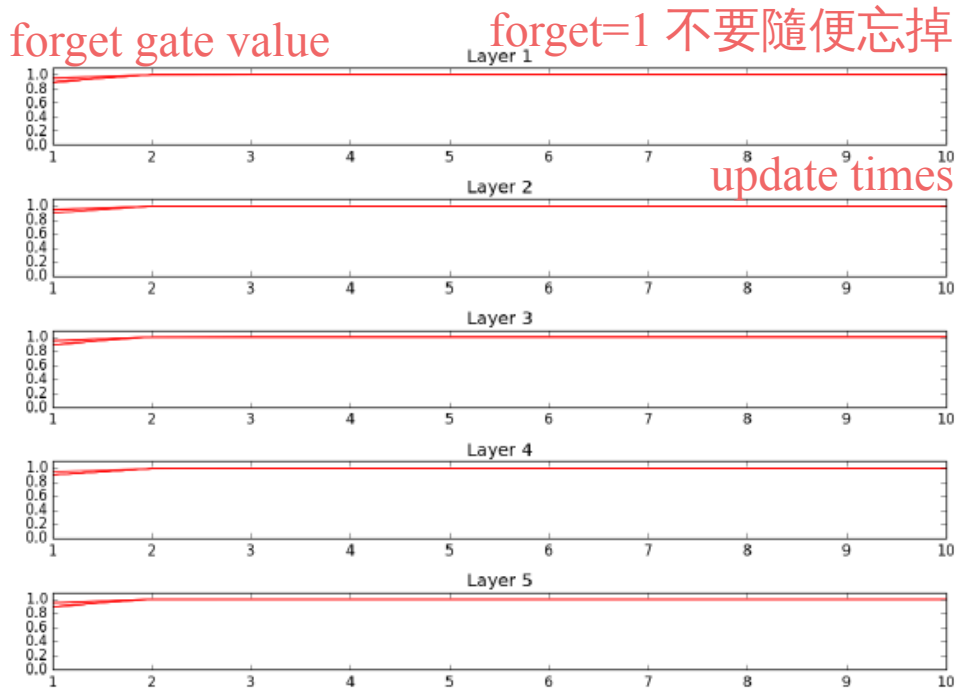 forget gate value
forget=1 不要隨便忘掉
Layer 1
1.0
0.8
0.6
0.4
0.2
0.0
1 2 3 4 5 6 7 8 9 10
update times
Layer 2
1.0
0.8
0.6
0.4
0.2
0.0
1 2 3 4 5 6 7 8 9 10
Layer 3
1.0
0.8
0.6
0.4
0.2
0.0
1 2 3 4 5 6 7 8 9 10
Layer 4
1.0
0.8
0.6
0.4
0.2
0.0
1 2 3 4 5 6 7 8 9 10
Layer 5
1.0
0.8
0.6
0.4
0.2
0.0
1 2 3 4 5 6 7 8 9 10